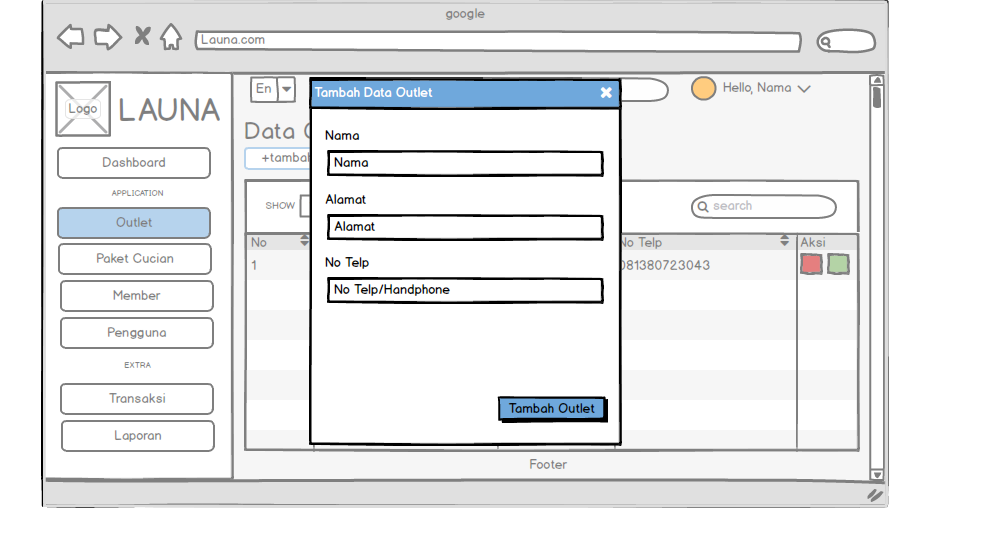 google
Launa.com
Logo
LAUNA
En
Hello, Nama
Tambah Data Outlet
Data
+tambah
Dashboard
APPLICATION
Outlet
Paket Cucian
Member
Pengguna
EXTRA
Transaksi
Laporan
Nama
Nama
Alamat
Alamat
No Telp
No Telp/Handphone
Tambah Outlet
SHOW
search
No
No Telp
Aksi
1
081380723043
Footer